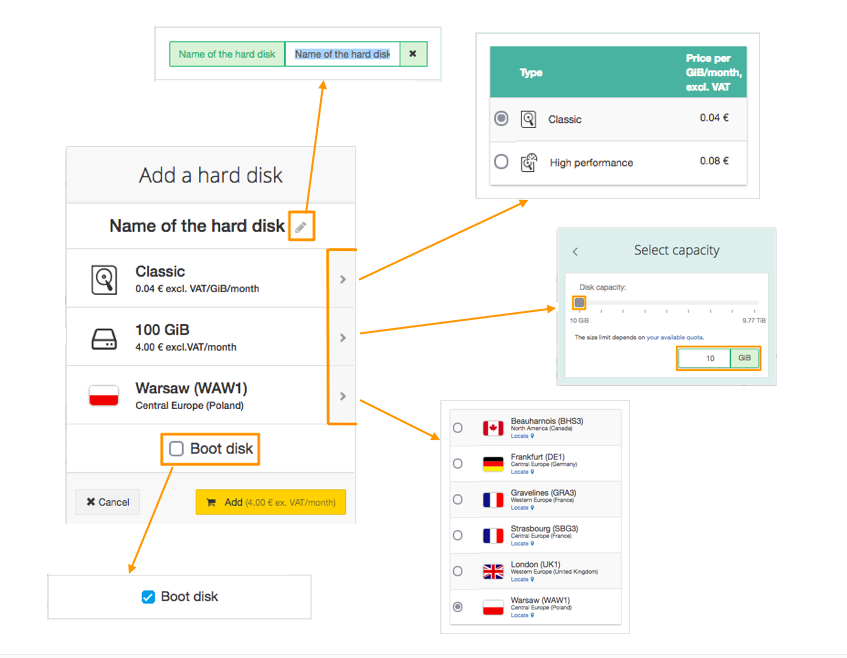 Name of the hard disk Name of the hard disk
Type Price per GiB/month, excl. VAT
Classic 0.04 €
High performance 0.08 €
Add a hard disk
Name of the hard disk
Classic
0.04 € excl. VAT/GiB/month
100 GiB
4.00 € excl.VAT/month
Warsaw (WAW1)
Central Europe (Poland)
Boot disk
Cancel Add (4.00 € ex. VAT/month)
Boot disk
Select capacity
Disk capacity:
10 GiB 9.77 TiB
The size limit depends on your available quota.
10 GiB
Beauharnois (BHS3)
North America (Canada)
Locate
Frankfurt (DE1)
Central Europe (Germany)
Locate
Gravelines (GRA3)
Western Europe (France)
Locate
Strasbourg (SBG3)
Central Europe (France)
Locate
London (UK1)
Western Europe (United Kingdom)
Locate
Warsaw (WAW1)
Central Europe (Poland)
Locate